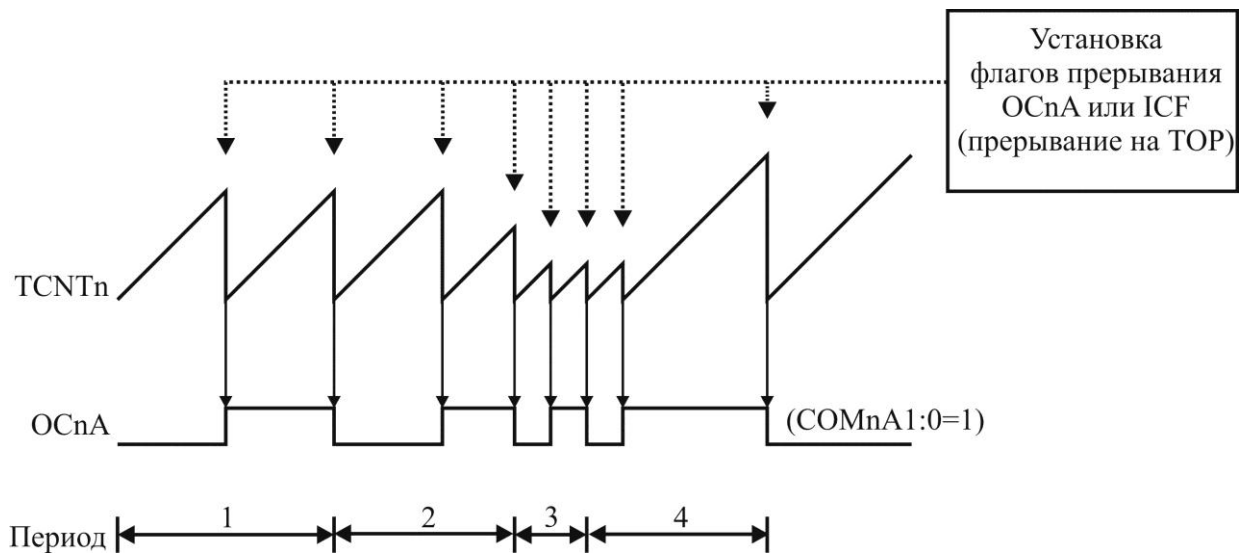 Установка
флагов прерывания
OCnA или ICF
(прерывание на TOP)
TCNTn
OCnA
(COMnA1:0=1)
Период
1
2
3
4